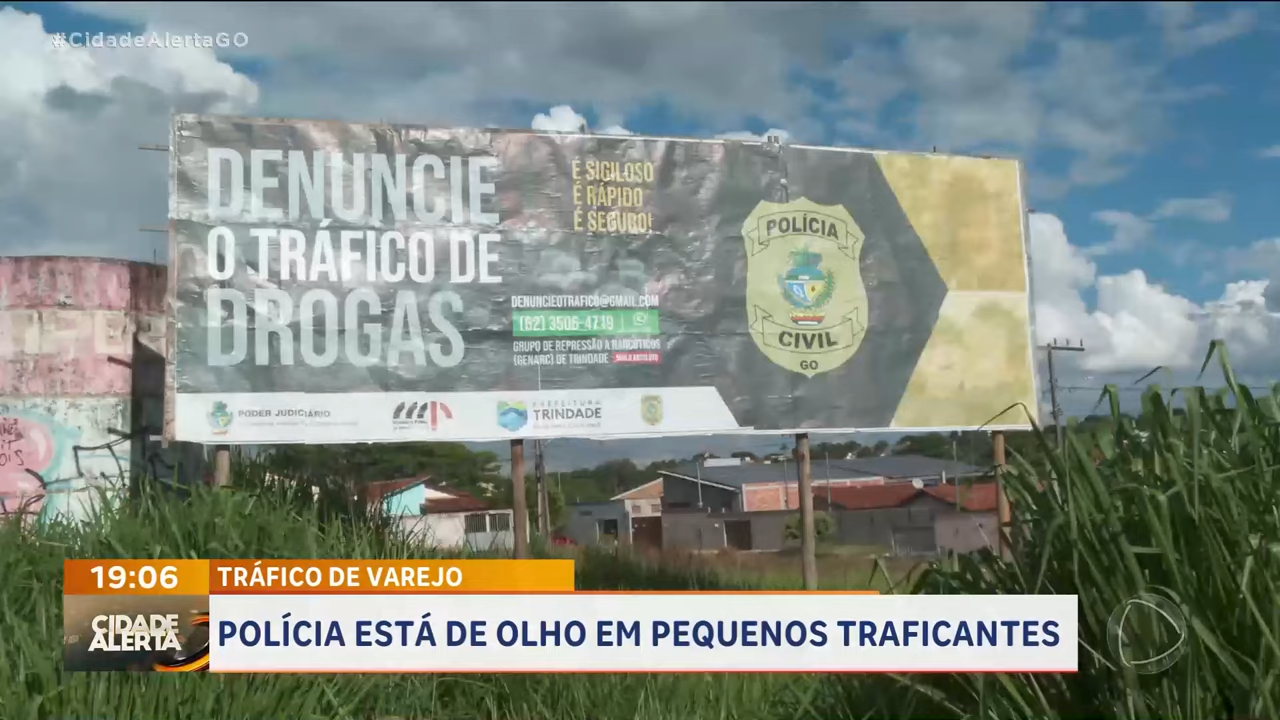 #CidadeAlertaGO
DENUNCIE
O TRÁFICO DE
DROGAS
É SIGILOSO
É RÁPIDO
É SEGURO!
DENUNCIEOTRAFICO@GMAIL.COM
(62) 3506-4719
GRUPO DE REPRESSÃO A NARCÓTICOS
(GENARC) DE TRINDADE
POLÍCIA
CIVIL
GO
PODER JUDICIÁRIO
PREFEITURA
TRINDADE
19:06
TRÁFICO DE VAREJO
CIDADE
ALERTA
POLÍCIA ESTÁ DE OLHO EM PEQUENOS TRAFICANTES